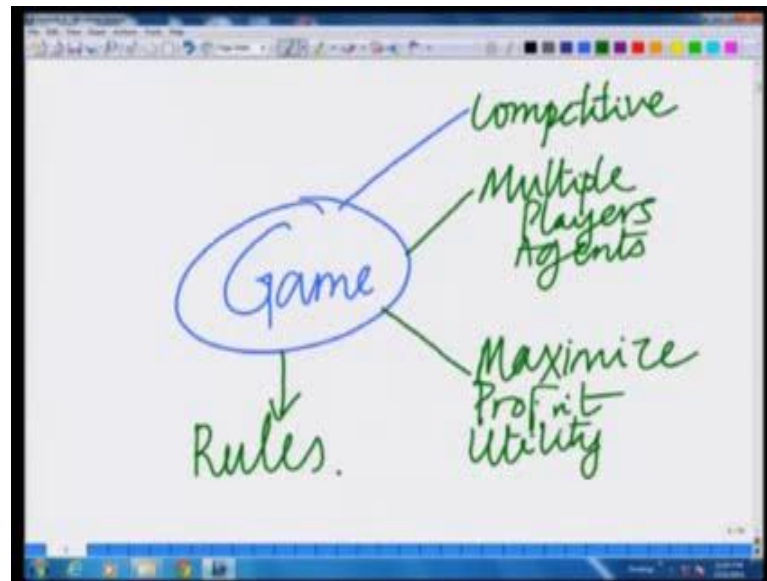 Competitive
Multiple
Players
Agents
Game
Maximize
Profit
Utility
Rules.